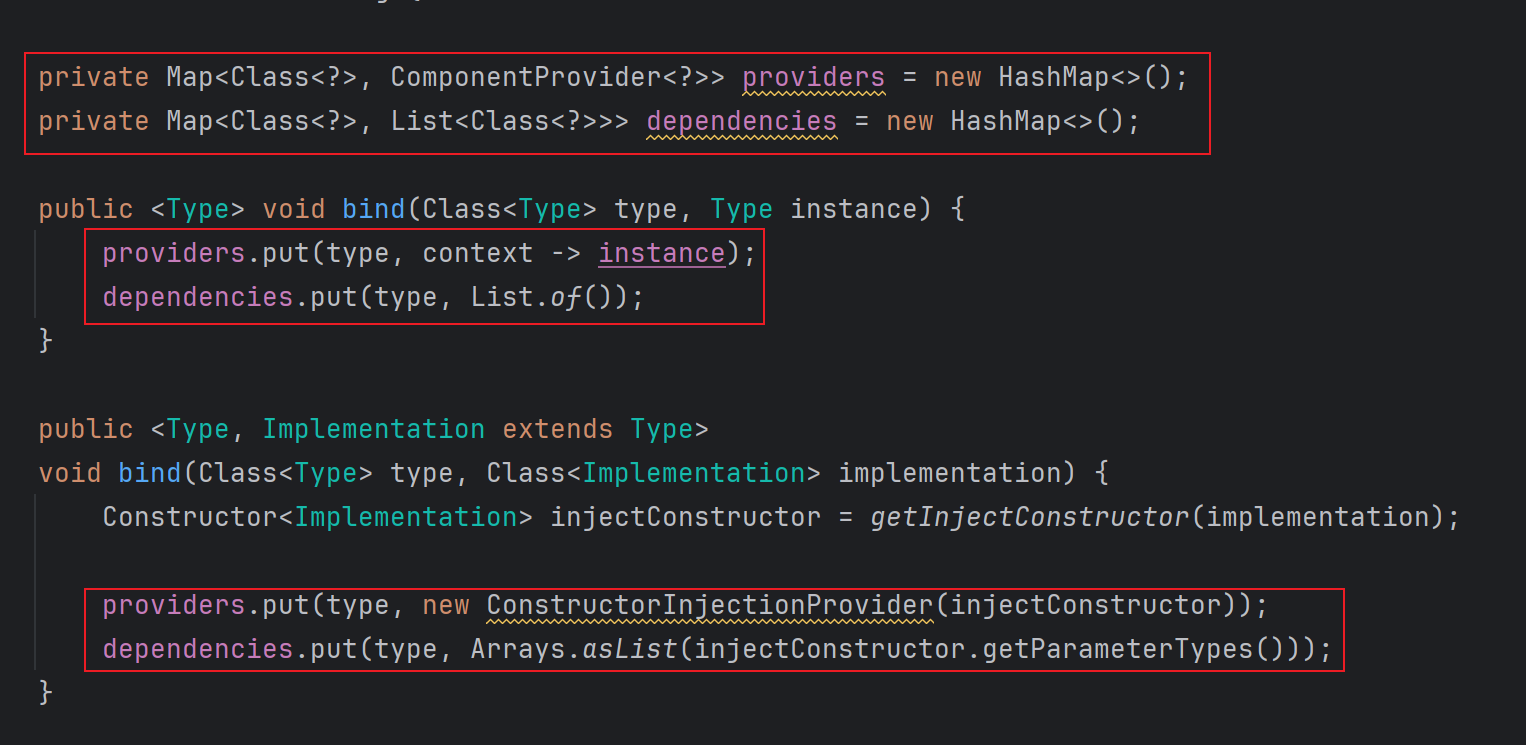 private Map<Class<?>, ComponentProvider<?>> providers = new HashMap<>();
private Map<Class<?>, List<Class<?>>> dependencies = new HashMap<>();
public <Type> void bind(Class<Type> type, Type instance) {
providers.put(type, context -> instance);
dependencies.put(type, List.of());
}
public <Type, Implementation extends Type>
void bind(Class<Type> type, Class<Implementation> implementation) {
Constructor<Implementation> injectConstructor = getInjectConstructor(implementation);
providers.put(type, new ConstructorInjectionProvider(injectConstructor));
dependencies.put(type, Arrays.asList(injectConstructor.getParameterTypes()));
}